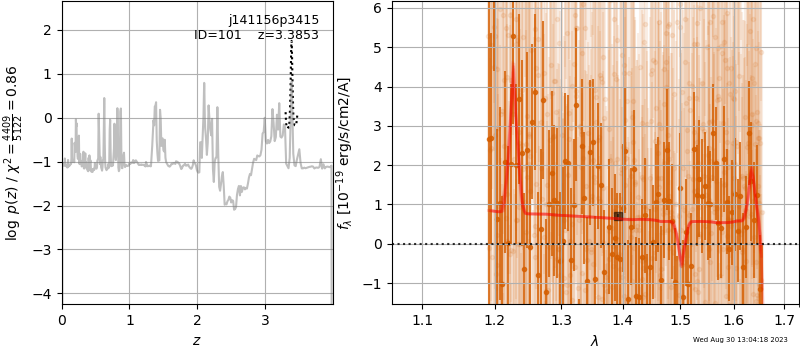 j141156p3415
ID=101 z=3.3853
log p(z) / χ² = 4409/5122 = 0.86
2
1
0
−1
−2
−3
−4
0 1 2 3
z
fλ [10⁻¹⁹ erg/s/cm2/A]
6
5
4
3
2
1
0
−1
1.1 1.2 1.3 1.4 1.5 1.6 1.7
λ
Wed Aug 30 13:04:18 2023